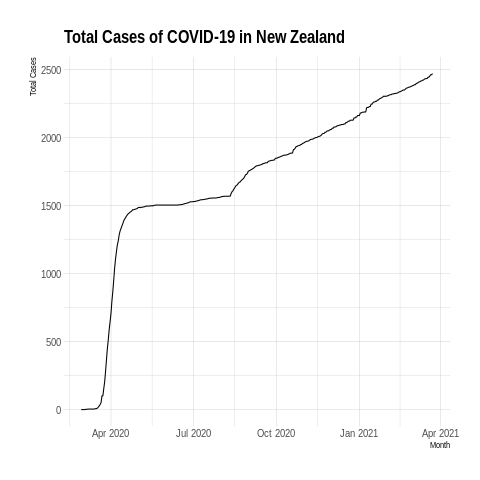 Total Cases of COVID-19 in New Zealand
Total Cases
2500
2000
1500
1000
500
0
Apr 2020 Jul 2020 Oct 2020 Jan 2021 Apr 2021
Month